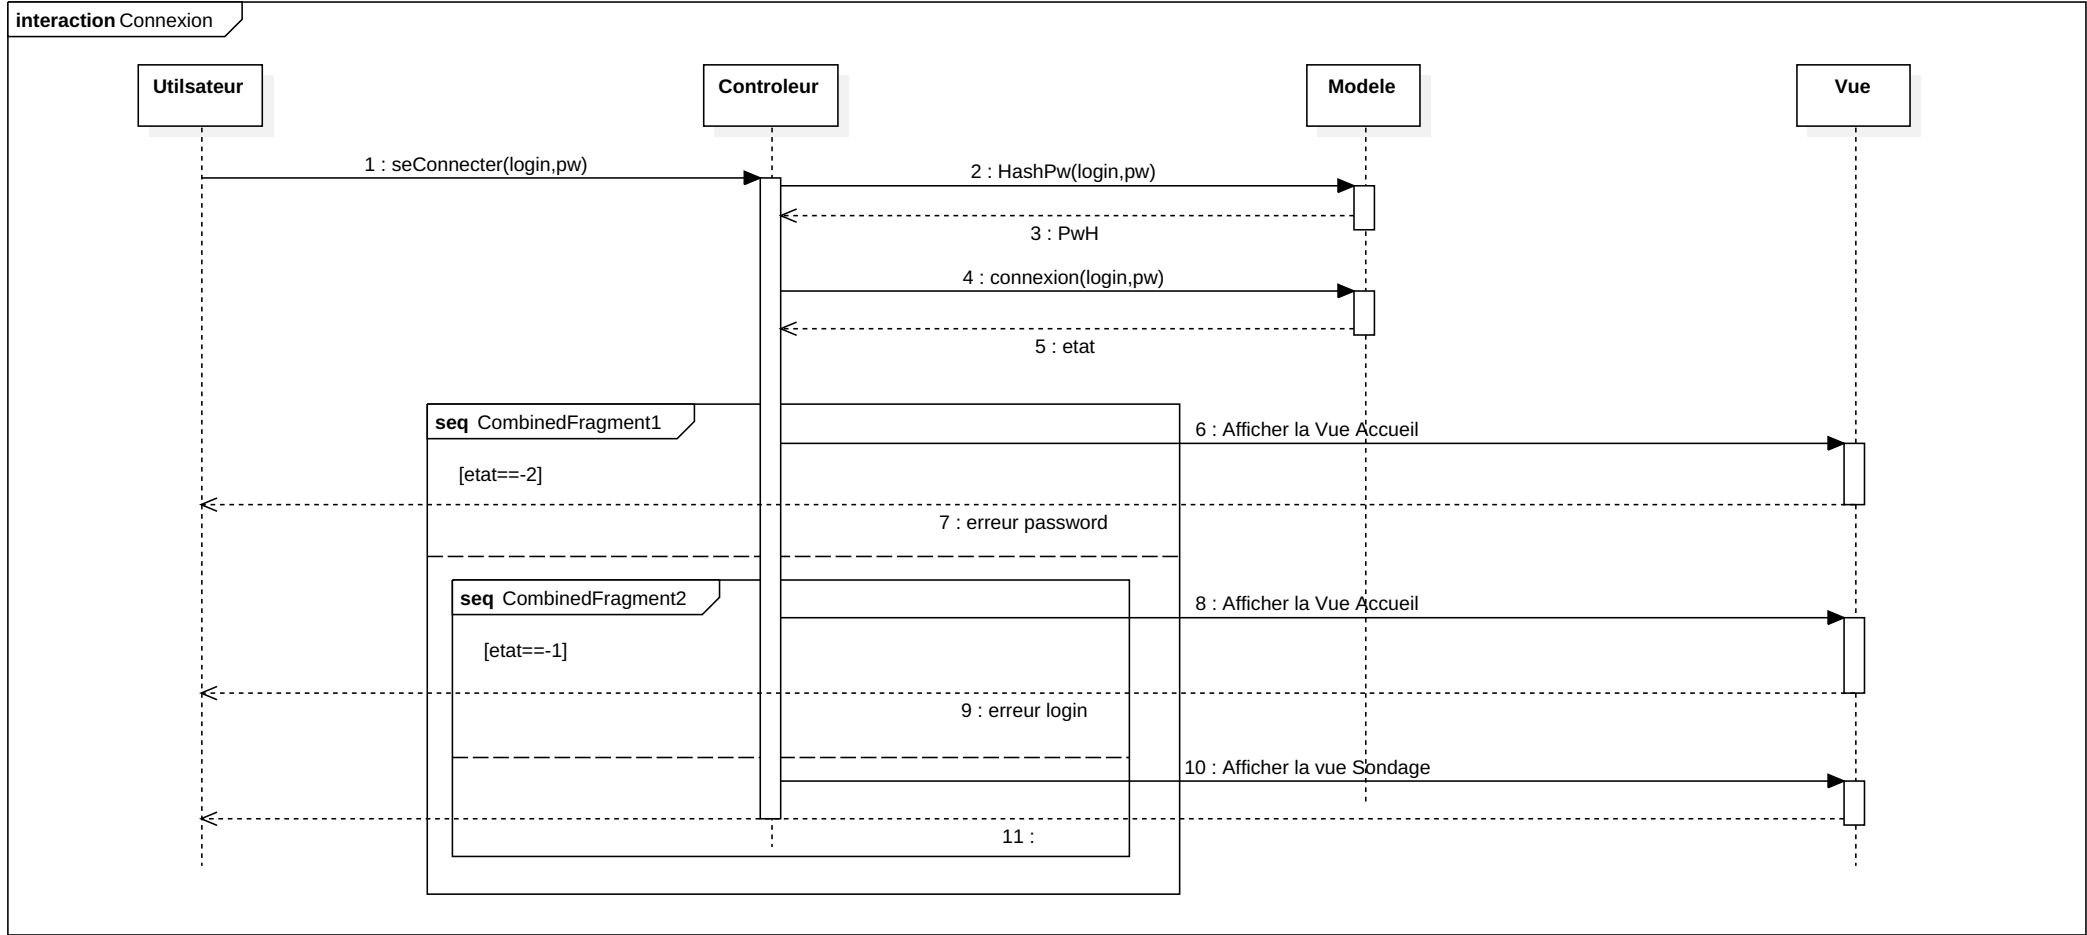 interaction Connexion
Utilsateur
Controleur
Modele
Vue
1 : seConnecter(login,pw)
2 : HashPw(login,pw)
3 : PwH
4 : connexion(login,pw)
5 : etat
seq CombinedFragment1
6 : Afficher la Vue Accueil
[etat==-2]
7 : erreur password
seq CombinedFragment2
8 : Afficher la Vue Accueil
[etat==-1]
9 : erreur login
10 : Afficher la vue Sondage
11 :